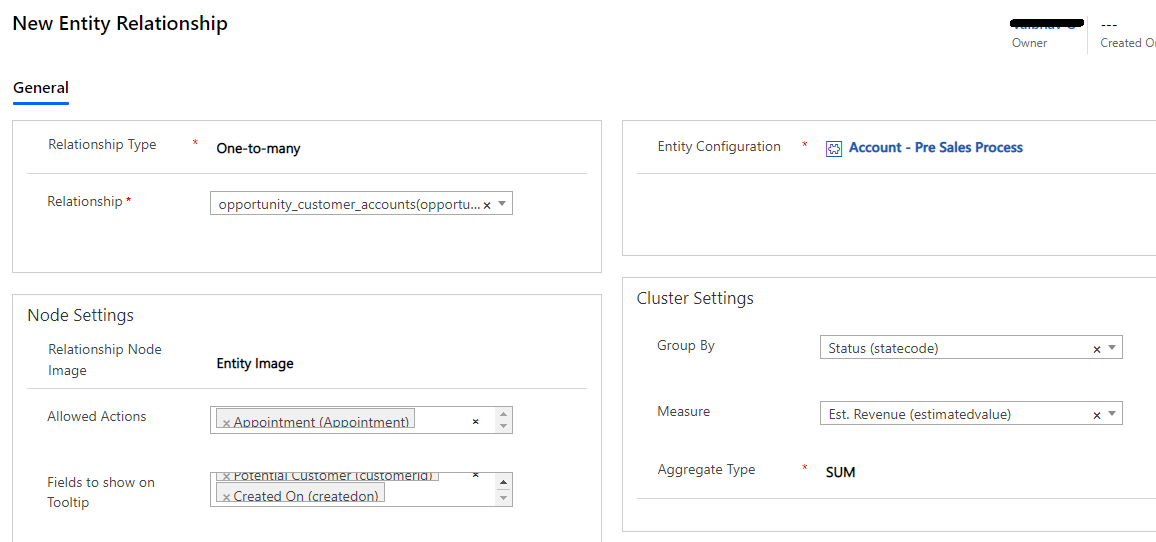 New Entity Relationship
---
Owner
Created Or
General
Relationship Type * One-to-many
Relationship * opportunity_customer_accounts(opportu... ×
Entity Configuration * Account - Pre Sales Process
Node Settings
Relationship Node
Image
Entity Image
Allowed Actions
× Appointment (Appointment) ×
Fields to show on
Tooltip
× Potential Customer (customerid) ×
× Created On (createdon)
Cluster Settings
Group By Status (statecode) ×
Measure Est. Revenue (estimatedvalue) ×
Aggregate Type * SUM